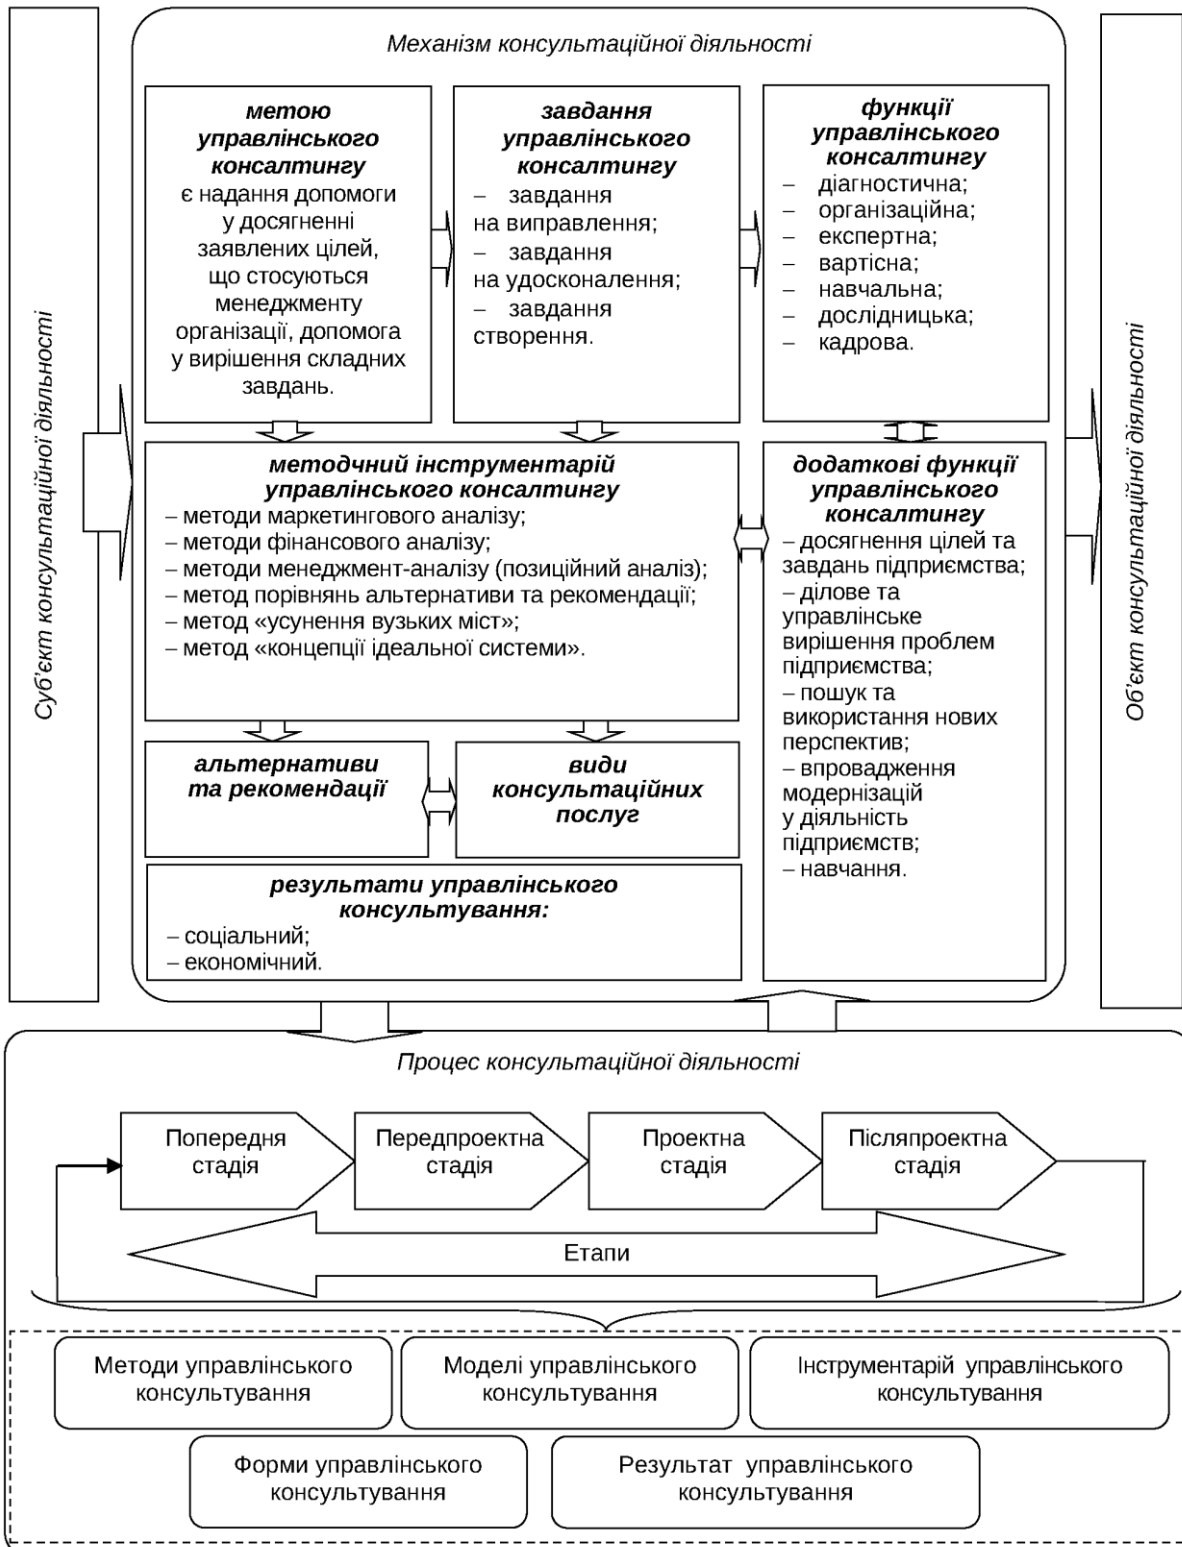 Суб’єкт консультаційної діяльності
Механізм консультаційної діяльності
метою
управлінського
консалтингу
є надання допомоги
у досягненні
заявлених цілей,
що стосуються
менеджменту
організації, допомога
у вирішення складних
завдань.
завдання
управлінського
консалтингу
– завдання
на виправлення;
– завдання
на удосконалення;
– завдання
створення.
функції
управлінського
консалтингу
– діагностична;
– організаційна;
– експертна;
– вартісна;
– навчальна;
– дослідницька;
– кадрова.
методчний інструментарій
управлінського консалтингу
– методи маркетингового аналізу;
– методи фінансового аналізу;
– методи менеджмент-аналізу (позиційний аналіз);
– метод порівнянь альтернативи та рекомендації;
– метод «усунення вузьких міст»;
– метод «концепції ідеальної системи».
додаткові функції
управлінського
консалтингу
– досягнення цілей та
завдань підприємства;
– ділове та
управлінське
вирішення проблем
підприємства;
– пошук та
використання нових
перспектив;
– впровадження
модернізацій
у діяльність
підприємств;
– навчання.
альтернативи
та рекомендації
види
консультаційних
послуг
результати управлінського
консультування:
– соціальний;
– економічний.
Об’єкт консультаційної діяльності
Процес консультаційної діяльності
Попередня
стадія
Передпроектна
стадія
Проектна
стадія
Післяпроектна
стадія
Етапи
Методи управлінського
консультування
Моделі управлінського
консультування
Інструментарій управлінського
консультування
Форми управлінського
консультування
Результат управлінського
консультування